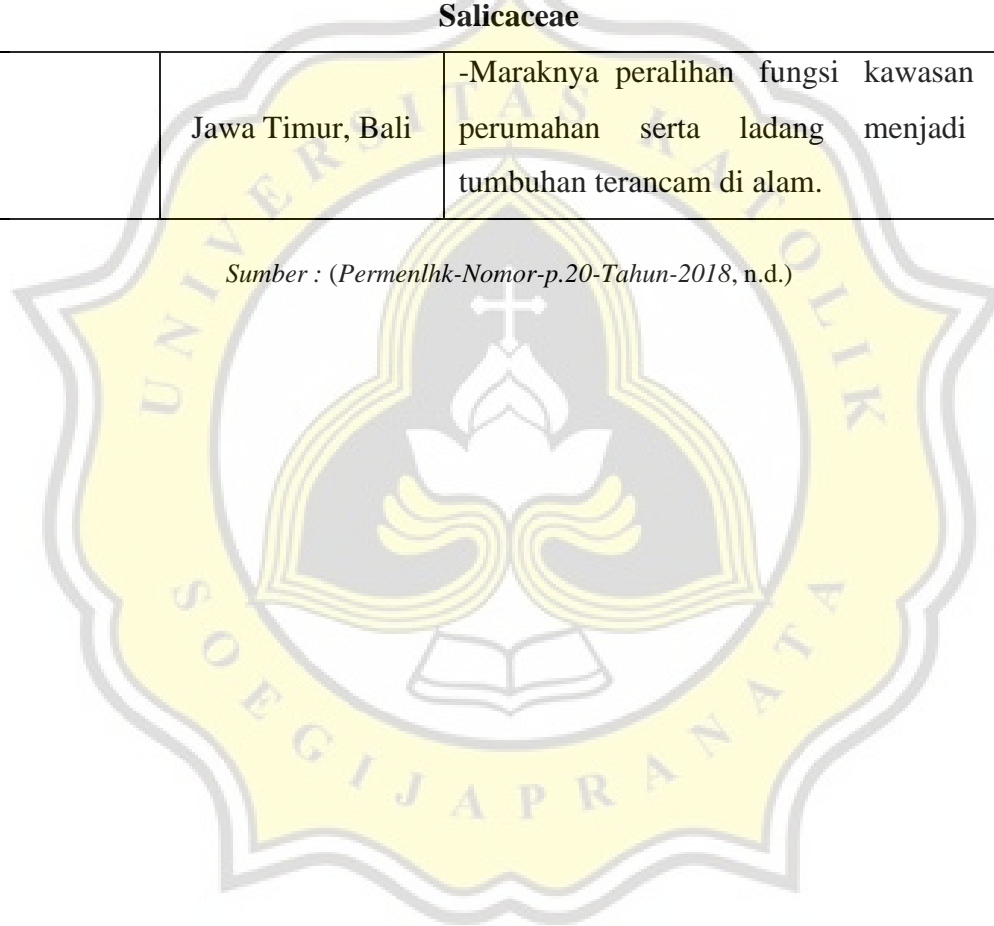 Salicaceae
Jawa Timur, Bali
-Maraknya peralihan fungsi kawasan
perumahan serta ladang menjadi
tumbuhan terancam di alam.
Sumber : (Permenlhk-Nomor-p.20-Tahun-2018, n.d.)
UNIVERSITAS KATOLIK
SOEGIJAPRANATA